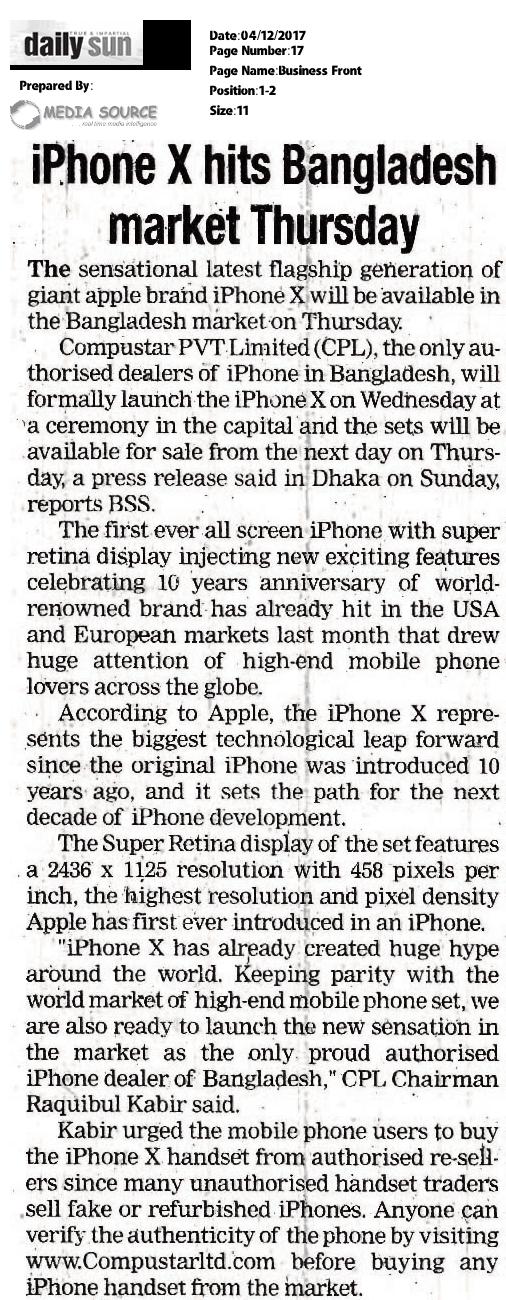 TRUE & IMPARTIAL
daily sun
Date:04/12/2017
Page Number:17
Page Name:Business Front
Position:1-2
Size:11
Prepared By:
MEDIA SOURCE
...real time media intelligence
iPhone X hits Bangladesh
market Thursday
The sensational latest flagship generation of
giant apple brand iPhone X will be available in
the Bangladesh market on Thursday.
Compustar PVT Limited (CPL), the only au-
thorised dealers of iPhone in Bangladesh, will
formally launch the iPhone X on Wednesday at
a ceremony in the capital and the sets will be
available for sale from the next day on Thurs-
day, a press release said in Dhaka on Sunday,
reports BSS.
The first ever all screen iPhone with super
retina display injecting new exciting features
celebrating 10 years anniversary of world-
renowned brand has already hit in the USA
and European markets last month that drew
huge attention of high-end mobile phone
lovers across the globe.
According to Apple, the iPhone X repre-
sents the biggest technological leap forward
since the original iPhone was introduced 10
years ago, and it sets the path for the next
decade of iPhone development.
The Super Retina display of the set features
a 2436 x 1125 resolution with 458 pixels per
inch, the highest resolution and pixel density
Apple has first ever introduced in an iPhone.
"iPhone X has already created huge hype
around the world. Keeping parity with the
world market of high-end mobile phone set, we
are also ready to launch the new sensation in
the market as the only proud authorised
iPhone dealer of Bangladesh," CPL Chairman
Raquibul Kabir said.
Kabir urged the mobile phone users to buy
the iPhone X handset from authorised re-sell-
ers since many unauthorised handset traders
sell fake or refurbished iPhones. Anyone can
verify the authenticity of the phone by visiting
www.Compustarltd.com before buying any
iPhone handset from the market.